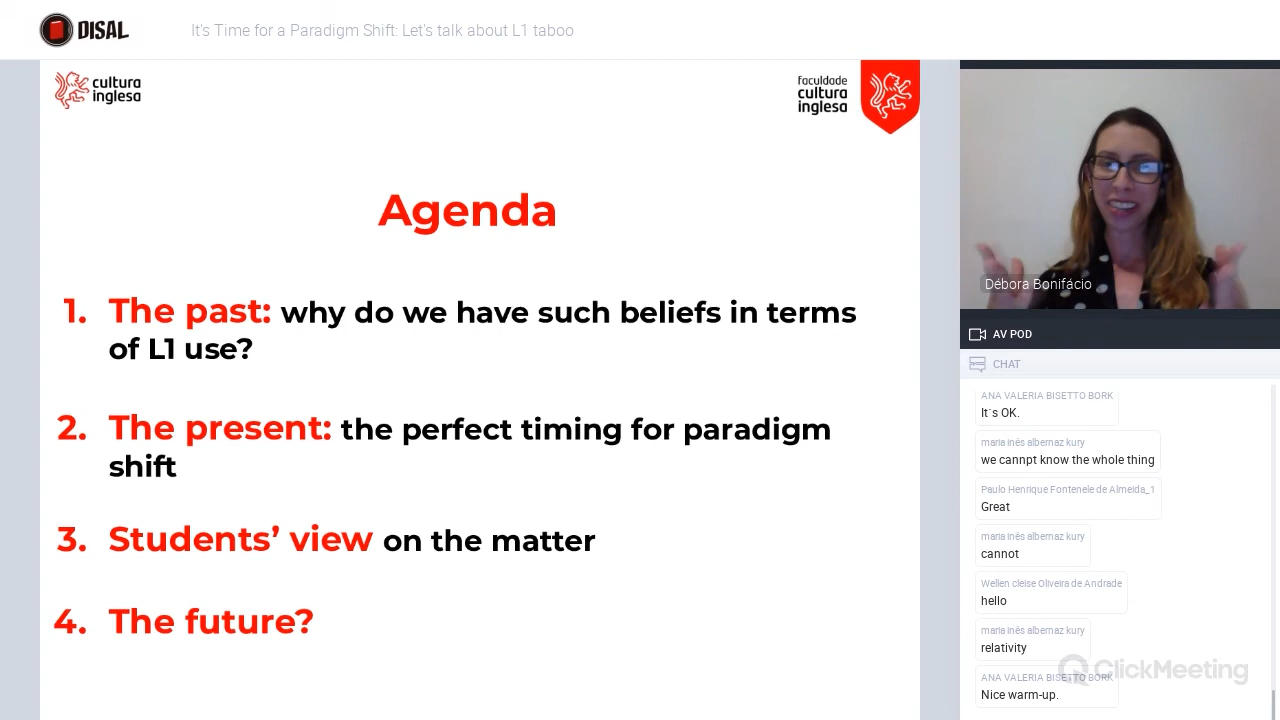 DISAL
It's Time for a Paradigm Shift: Let's talk about L1 taboo
cultura
inglesa
faculdade
cultura
inglesa
Agenda
1. The past: why do we have such beliefs in terms
of L1 use?
2. The present: the perfect timing for paradigm
shift
3. Students’ view on the matter
4. The future?
Débora Bonifácio
AV POD
CHAT
ANA VALERIA BISETTO BORK
It´s OK.
maria inês albernaz kury
we cannpt know the whole thing
Paulo Henrique Fontenele de Almeida_1
Great
maria inês albernaz kury
cannot
Wellen cleise Oliveira de Andrade
hello
maria inês albernaz kury
relativity
ANA VALERIA BISETTO BORK
Nice warm-up.
ClickMeeting